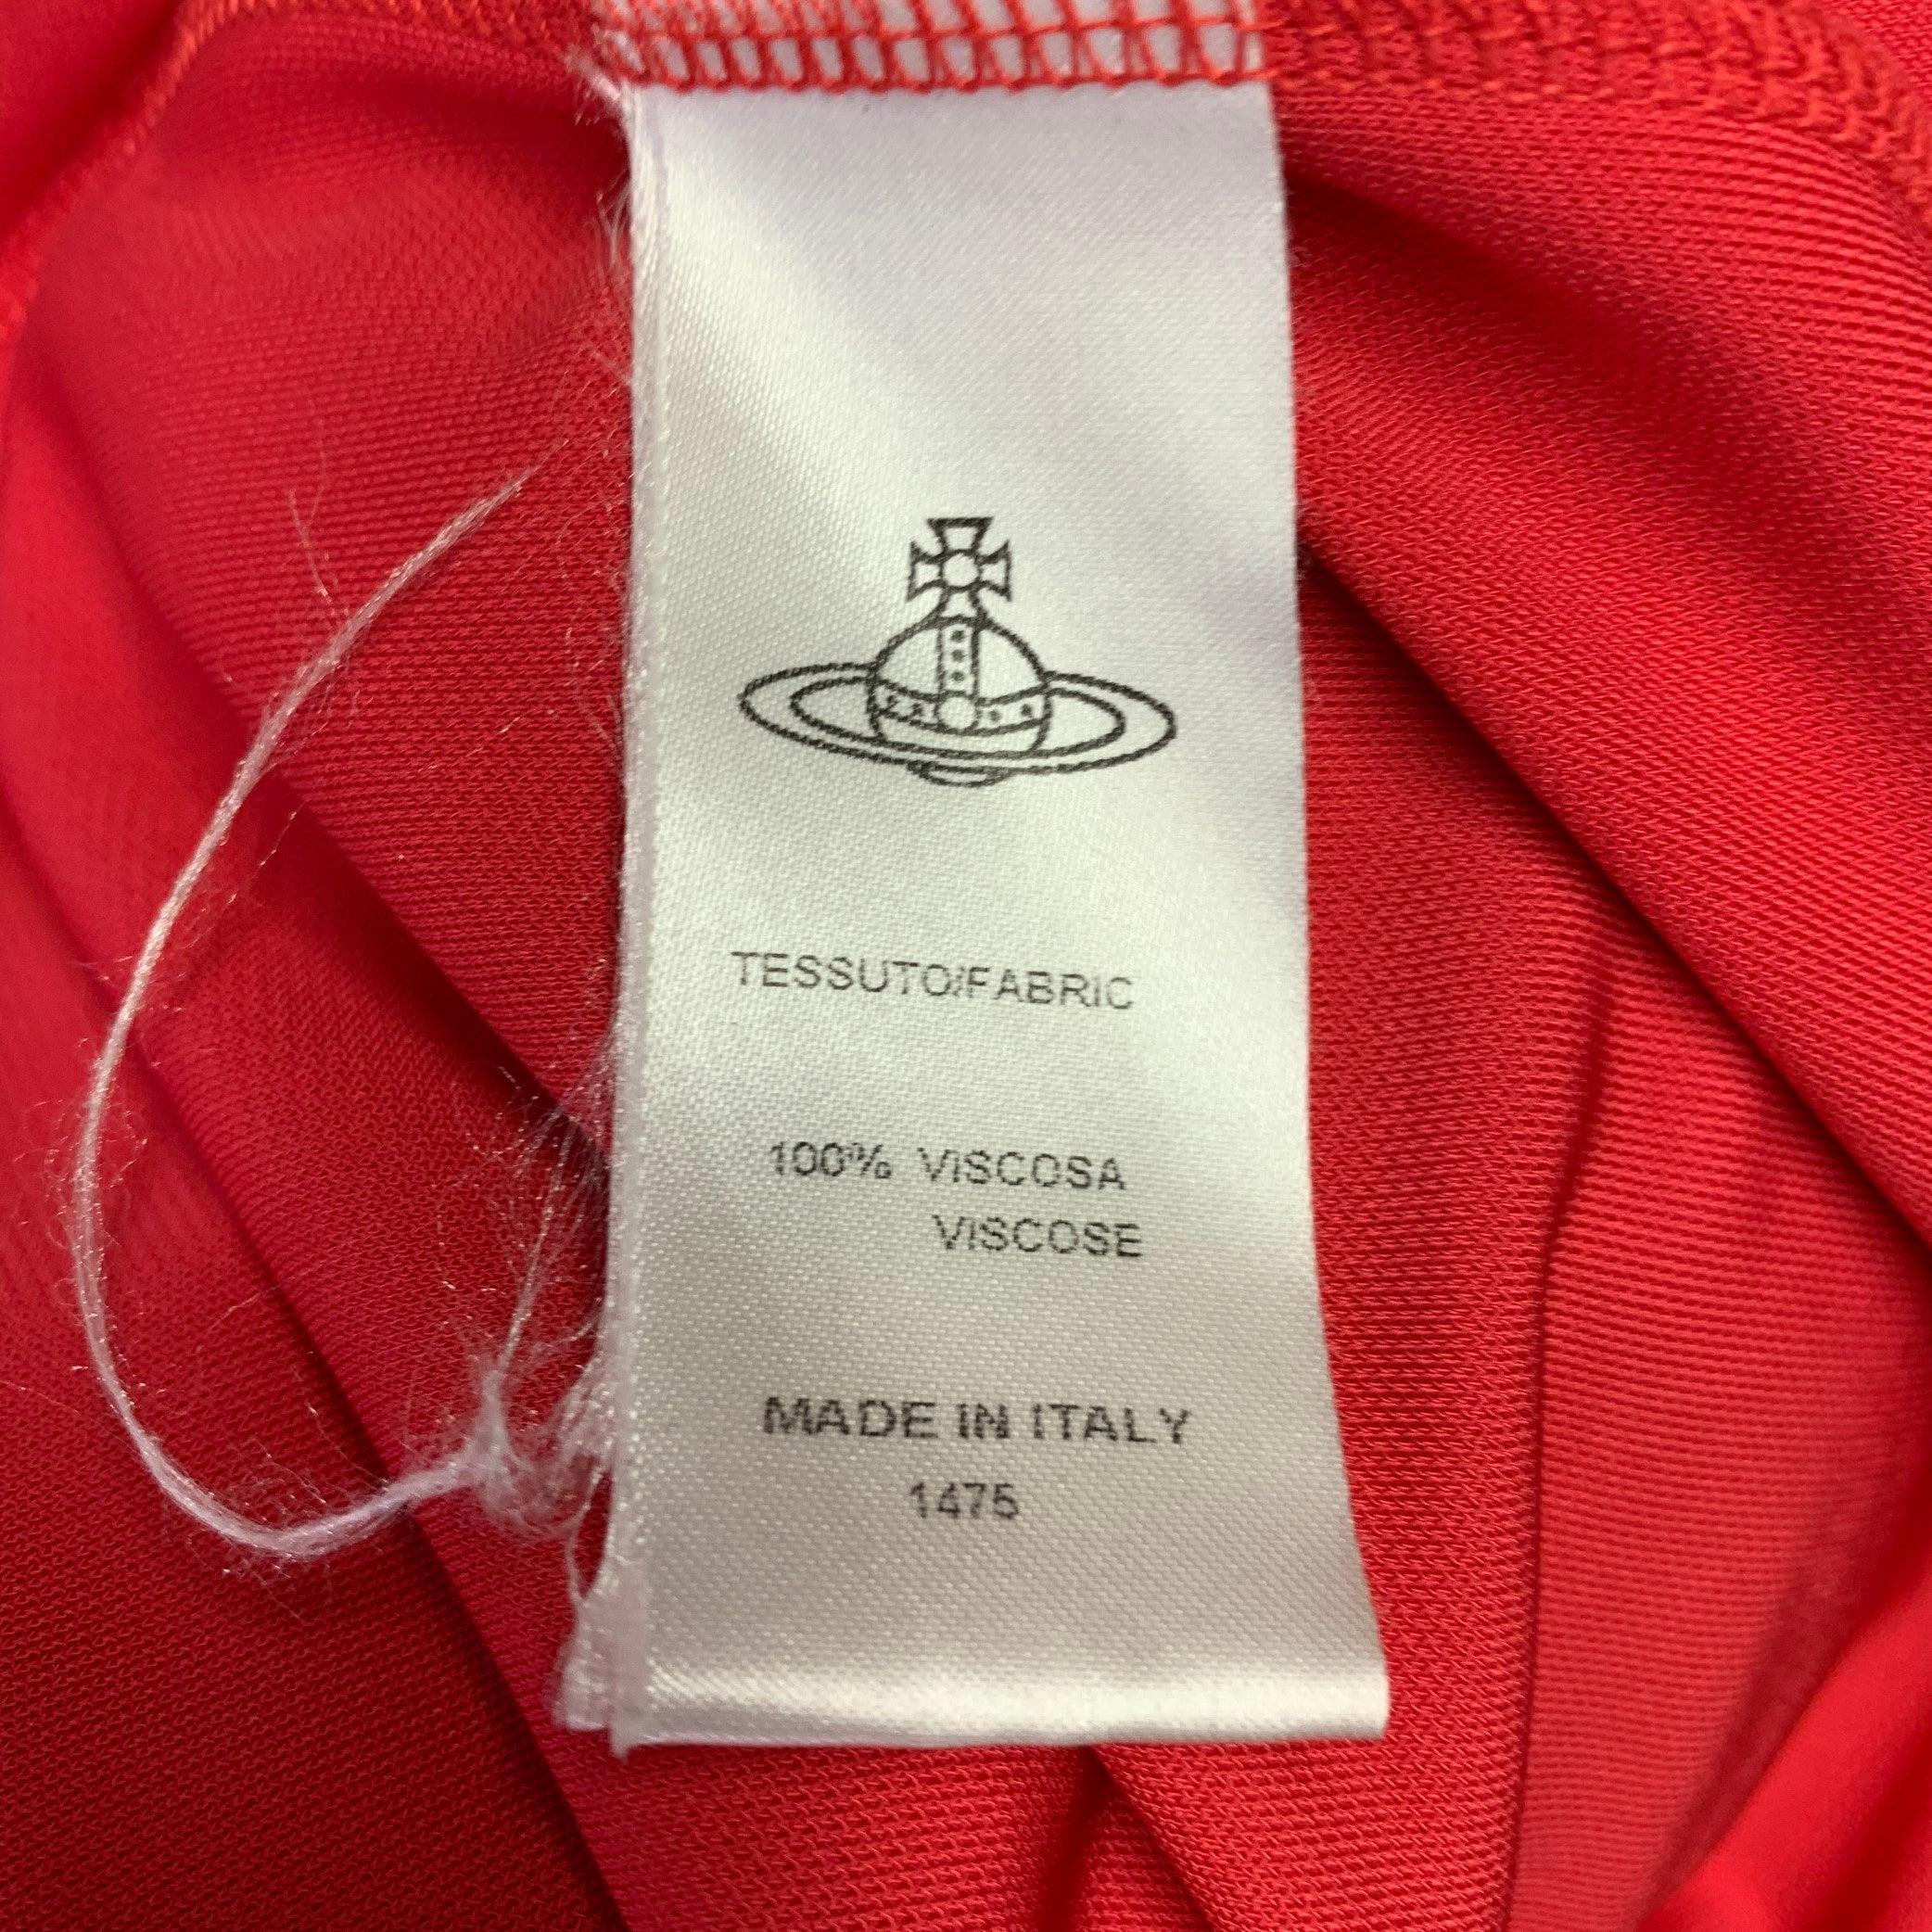 TESSUTO/FABRIC
100% VISCOSA
VISCOSE
MADE IN ITALY
1475